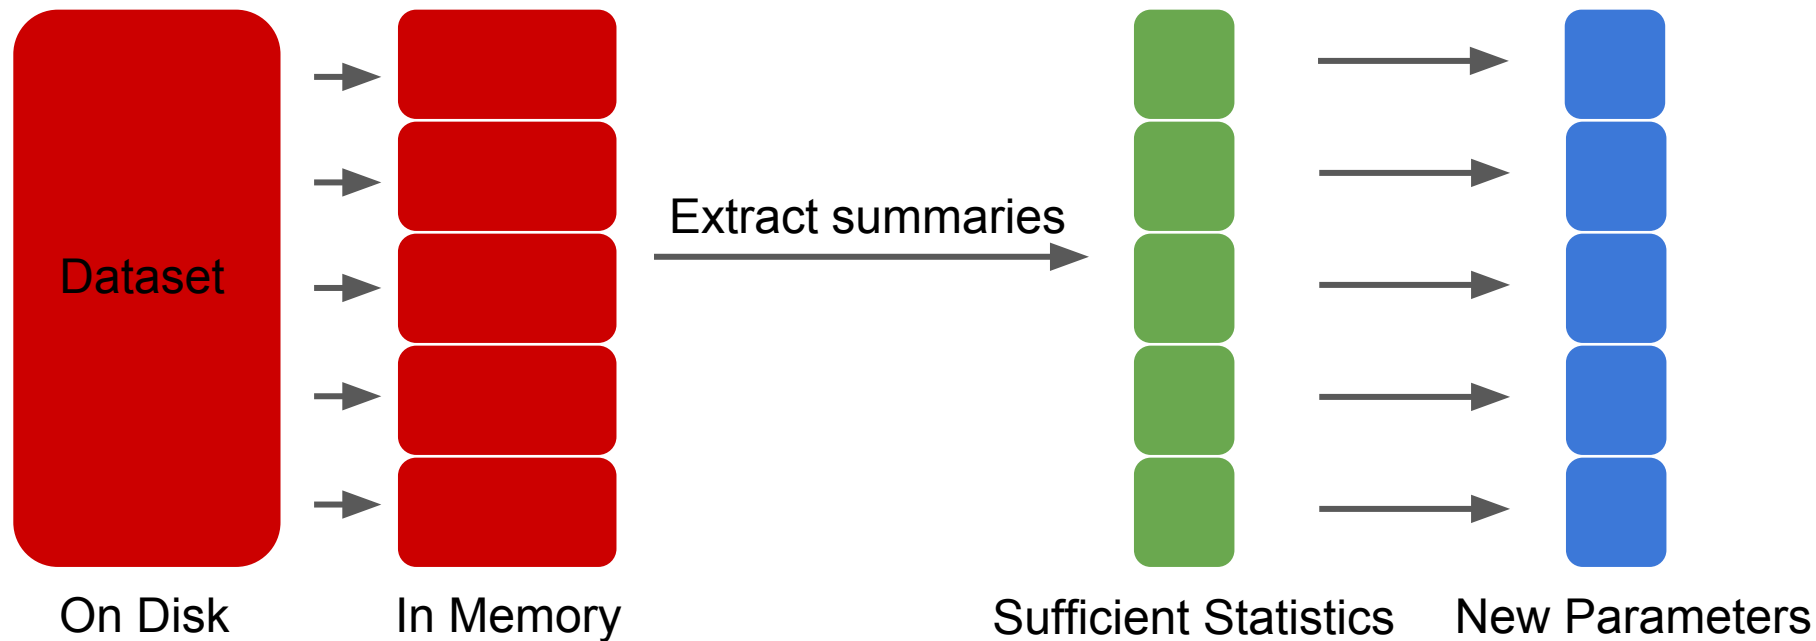 Extract summaries
Dataset
On Disk
In Memory
Sufficient Statistics
New Parameters